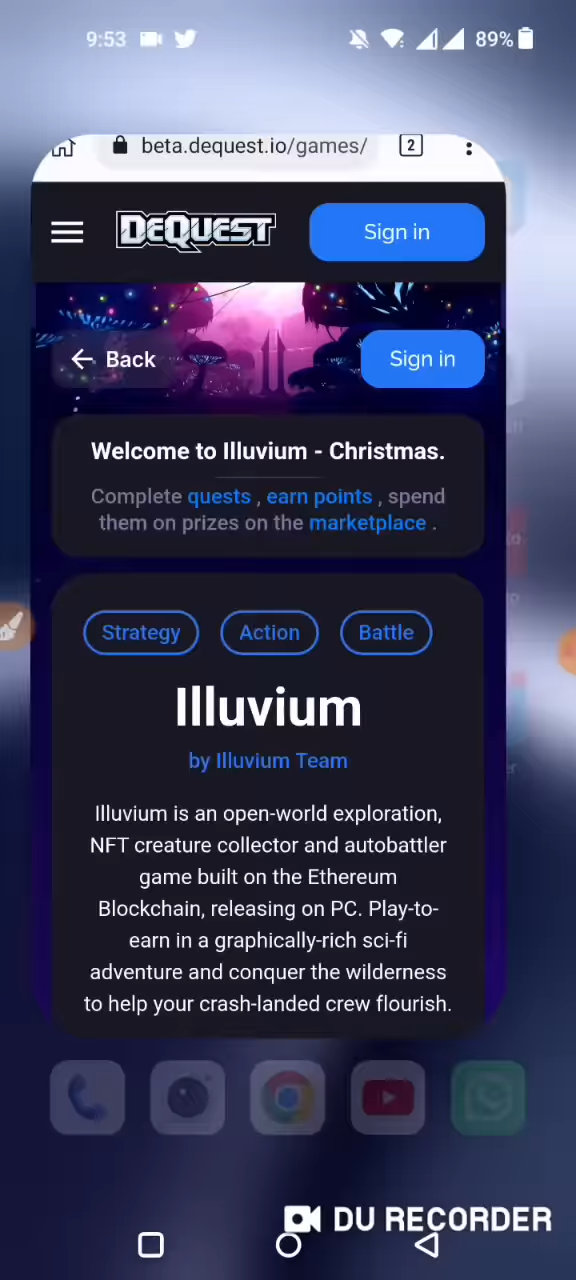 9:53
89%
beta.dequest.io/games/
2
DEQUEST
Sign in
Back
Sign in
Welcome to Illuvium - Christmas.
Complete quests , earn points , spend
them on prizes on the marketplace .
Strategy
Action
Battle
Illuvium
by Illuvium Team
Illuvium is an open-world exploration,
NFT creature collector and autobattler
game built on the Ethereum
Blockchain, releasing on PC. Play-to-
earn in a graphically-rich sci-fi
adventure and conquer the wilderness
to help your crash-landed crew flourish.
DU RECORDER